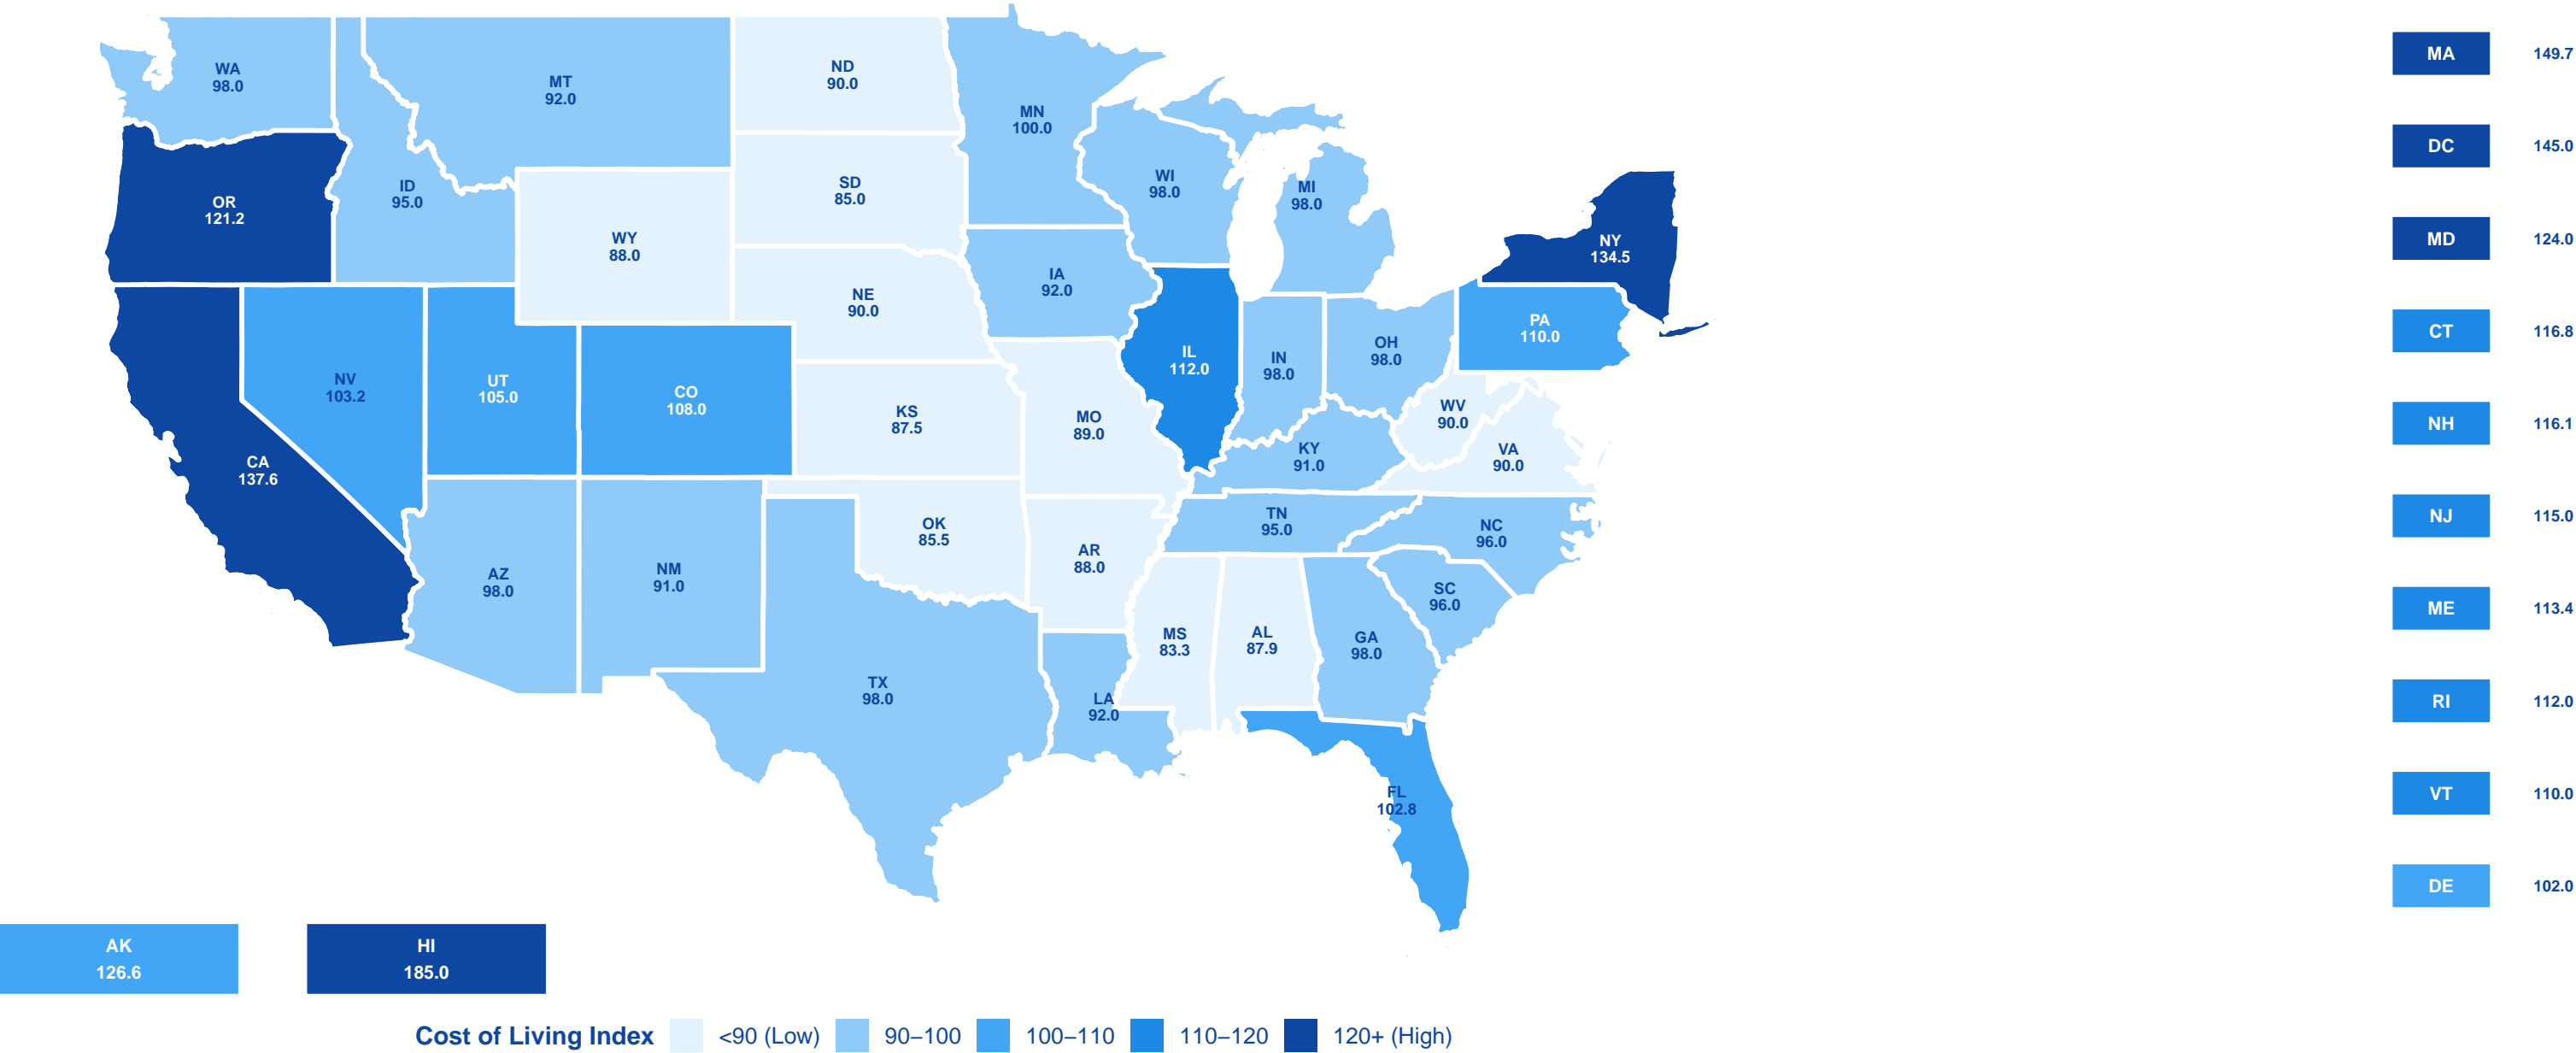 WA
98.0
MT
92.0
ND
90.0
MN
100.0
ID
95.0
OR
121.2
WY
88.0
SD
85.0
WI
98.0
MI
98.0
NY
134.5
NE
90.0
IA
92.0
PA
110.0
IL
112.0
IN
98.0
OH
98.0
NV
103.2
UT
105.0
CO
108.0
KS
87.5
MO
89.0
WV
90.0
VA
90.0
KY
91.0
CA
137.6
AZ
98.0
NM
91.0
OK
85.5
AR
88.0
TN
95.0
NC
96.0
SC
96.0
MS
83.3
AL
87.9
GA
98.0
TX
98.0
LA
92.0
FL
102.8
MA 149.7
DC 145.0
MD 124.0
CT 116.8
NH 116.1
NJ 115.0
ME 113.4
RI 112.0
VT 110.0
DE 102.0
AK
126.6
HI
185.0
Cost of Living Index <90 (Low) 90–100 100–110 110–120 120+ (High)